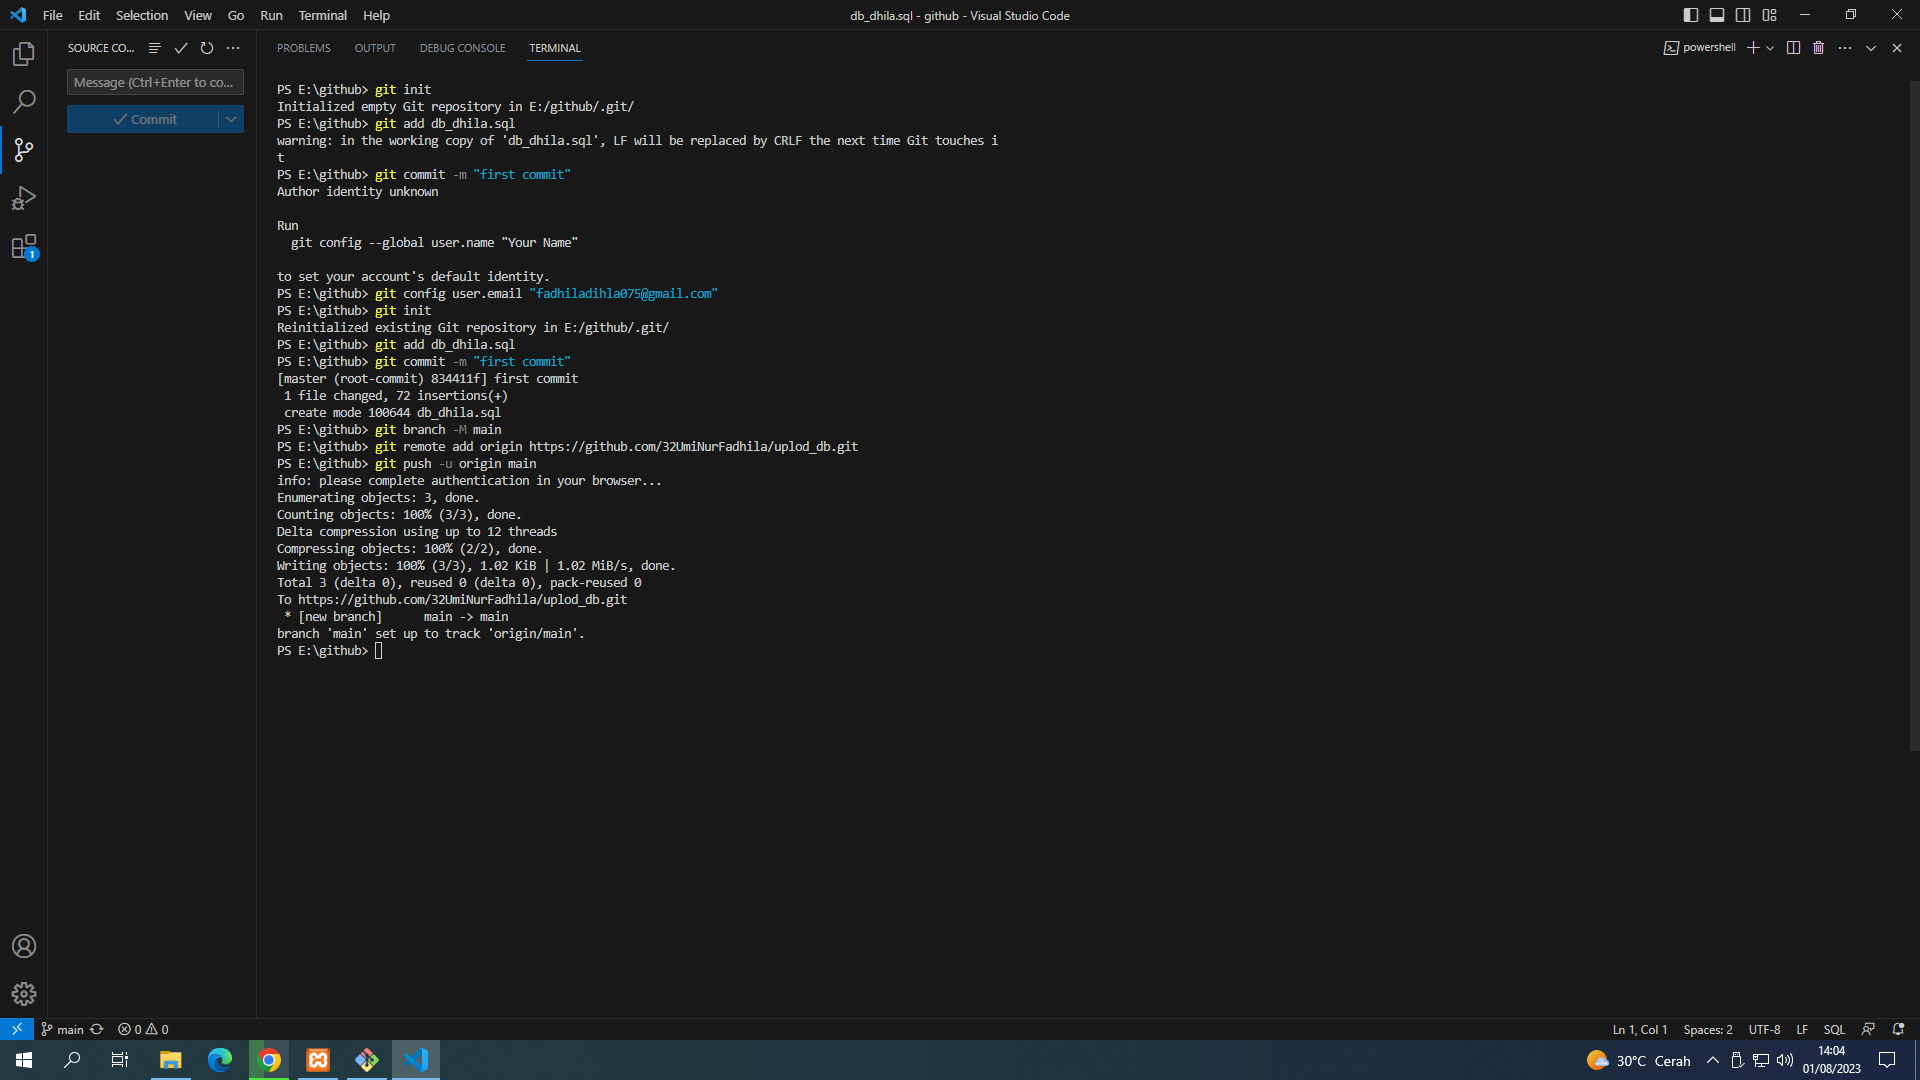 File Edit Selection View Go Run Terminal Help
db_dhila.sql - github - Visual Studio Code
SOURCE CO...
PROBLEMS OUTPUT DEBUG CONSOLE TERMINAL
powershell
Message (Ctrl+Enter to co...
Commit
1
PS E:\github> git init
Initialized empty Git repository in E:/github/.git/
PS E:\github> git add db_dhila.sql
warning: in the working copy of 'db_dhila.sql', LF will be replaced by CRLF the next time Git touches i
t
PS E:\github> git commit -m "first commit"
Author identity unknown
Run
git config --global user.name "Your Name"
to set your account's default identity.
PS E:\github> git config user.email "fadhiladihla075@gmail.com"
PS E:\github> git init
Reinitialized existing Git repository in E:/github/.git/
PS E:\github> git add db_dhila.sql
PS E:\github> git commit -m "first commit"
[master (root-commit) 834411f] first commit
1 file changed, 72 insertions(+)
create mode 100644 db_dhila.sql
PS E:\github> git branch -M main
PS E:\github> git remote add origin https://github.com/32UmiNurFadhila/uplod_db.git
PS E:\github> git push -u origin main
info: please complete authentication in your browser...
Enumerating objects: 3, done.
Counting objects: 100% (3/3), done.
Delta compression using up to 12 threads
Compressing objects: 100% (2/2), done.
Writing objects: 100% (3/3), 1.02 KiB | 1.02 MiB/s, done.
Total 3 (delta 0), reused 0 (delta 0), pack-reused 0
To https://github.com/32UmiNurFadhila/uplod_db.git
* [new branch] main -> main
branch 'main' set up to track 'origin/main'.
PS E:\github>
main 0 0
Ln 1, Col 1 Spaces: 2 UTF-8 LF SQL
30°C Cerah
14:04
01/08/2023